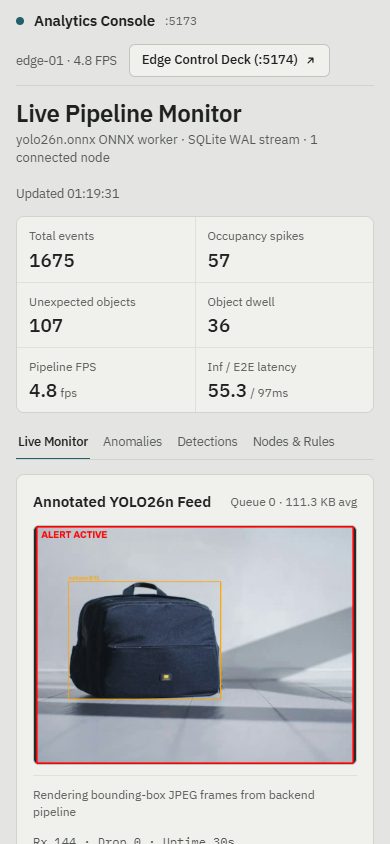 Analytics Console :5173
edge-01 · 4.8 FPS
Edge Control Deck (:5174) ↗
Live Pipeline Monitor
yolo26n.onnx worker · SQLite WAL stream · 1
connected node
Updated 01:19:31
Total events
1675
Occupancy spikes
57
Unexpected objects
107
Object dwell
36
Pipeline FPS
4.8 fps
Inf / E2E latency
55.3 / 97ms
Live Monitor
Anomalies
Detections
Nodes & Rules
Annotated YOLO26n Feed
Queue 0 · 111.3 KB avg
ALERT ACTIVE
Rendering bounding-box JPEG frames from backend
pipeline
Rx 144 · Drop 0 · Uptime 30s